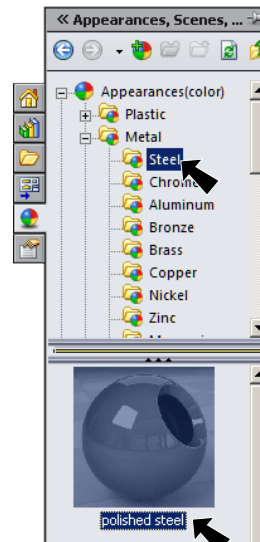 « Appearances, Scenes, ...
Appearances(color)
Plastic
Metal
Steel
Chrome
Aluminum
Bronze
Brass
Copper
Nickel
Zinc
polished steel